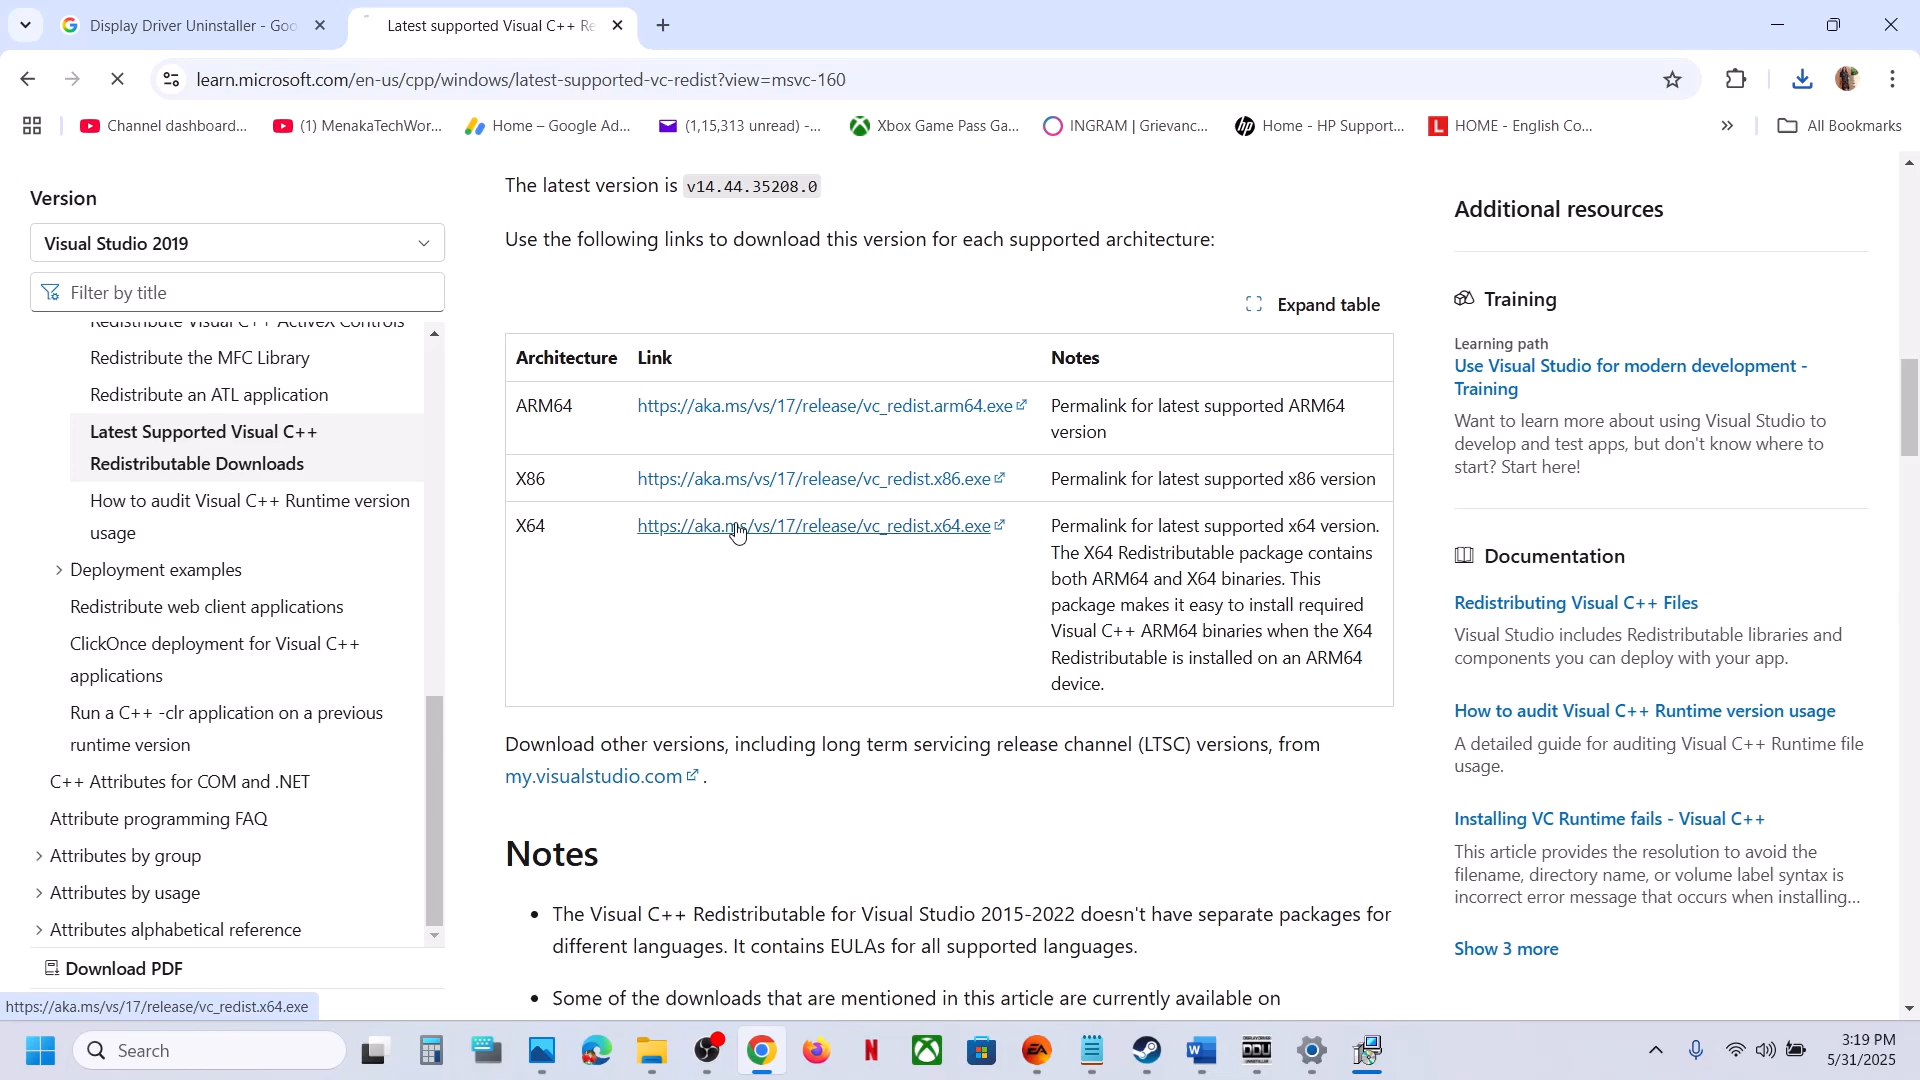 Display Driver Uninstaller - Goo
Latest supported Visual C++ Re
learn.microsoft.com/en-us/cpp/windows/latest-supported-vc-redist?view=msvc-160
Channel dashboard...
(1) MenakaTechWor...
Home – Google Ad...
(1,15,313 unread) -...
Xbox Game Pass Ga...
INGRAM | Grievanc...
Home - HP Support...
HOME - English Co...
All Bookmarks
Version
Visual Studio 2019
Filter by title
Redistribute Visual C++ ActiveX Controls
Redistribute the MFC Library
Redistribute an ATL application
Latest Supported Visual C++
Redistributable Downloads
How to audit Visual C++ Runtime version
usage
Deployment examples
Redistribute web client applications
ClickOnce deployment for Visual C++
applications
Run a C++ -clr application on a previous
runtime version
C++ Attributes for COM and .NET
Attribute programming FAQ
Attributes by group
Attributes by usage
Attributes alphabetical reference
Download PDF
https://aka.ms/vs/17/release/vc_redist.x64.exe
The latest version is v14.44.35208.0
Use the following links to download this version for each supported architecture:
Expand table
Architecture Link Notes
ARM64 https://aka.ms/vs/17/release/vc_redist.arm64.exe Permalink for latest supported ARM64
version
X86 https://aka.ms/vs/17/release/vc_redist.x86.exe Permalink for latest supported x86 version
X64 https://aka.ms/vs/17/release/vc_redist.x64.exe Permalink for latest supported x64 version.
The X64 Redistributable package contains
both ARM64 and X64 binaries. This
package makes it easy to install required
Visual C++ ARM64 binaries when the X64
Redistributable is installed on an ARM64
device.
Download other versions, including long term servicing release channel (LTSC) versions, from
my.visualstudio.com .
Notes
• The Visual C++ Redistributable for Visual Studio 2015-2022 doesn't have separate packages for
different languages. It contains EULAs for all supported languages.
• Some of the downloads that are mentioned in this article are currently available on
Additional resources
Training
Learning path
Use Visual Studio for modern development -
Training
Want to learn more about using Visual Studio to
develop and test apps, but don't know where to
start? Start here!
Documentation
Redistributing Visual C++ Files
Visual Studio includes Redistributable libraries and
components you can deploy with your app.
How to audit Visual C++ Runtime version usage
A detailed guide for auditing Visual C++ Runtime file
usage.
Installing VC Runtime fails - Visual C++
This article provides the resolution to avoid the
filename, directory name, or volume label syntax is
incorrect error message that occurs when installing...
Show 3 more
Search
3:19 PM
5/31/2025